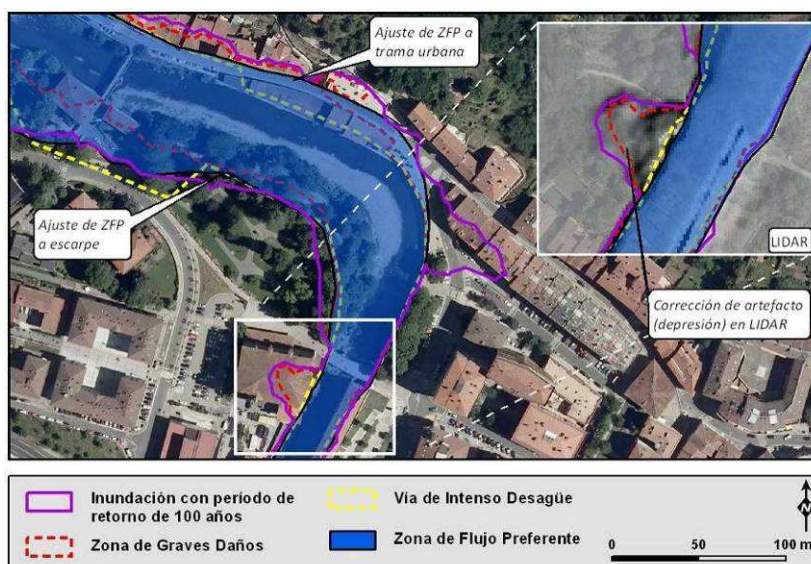 Ajuste de ZFP a
trama urbana
Ajuste de ZFP
a escarpe
LIDAR
Corrección de artefacto
(depresión) en LIDAR
Inundación con período de
retorno de 100 años
Vía de Intenso Desagüe
Zona de Graves Daños
Zona de Flujo Preferente
N
0 50 100 m